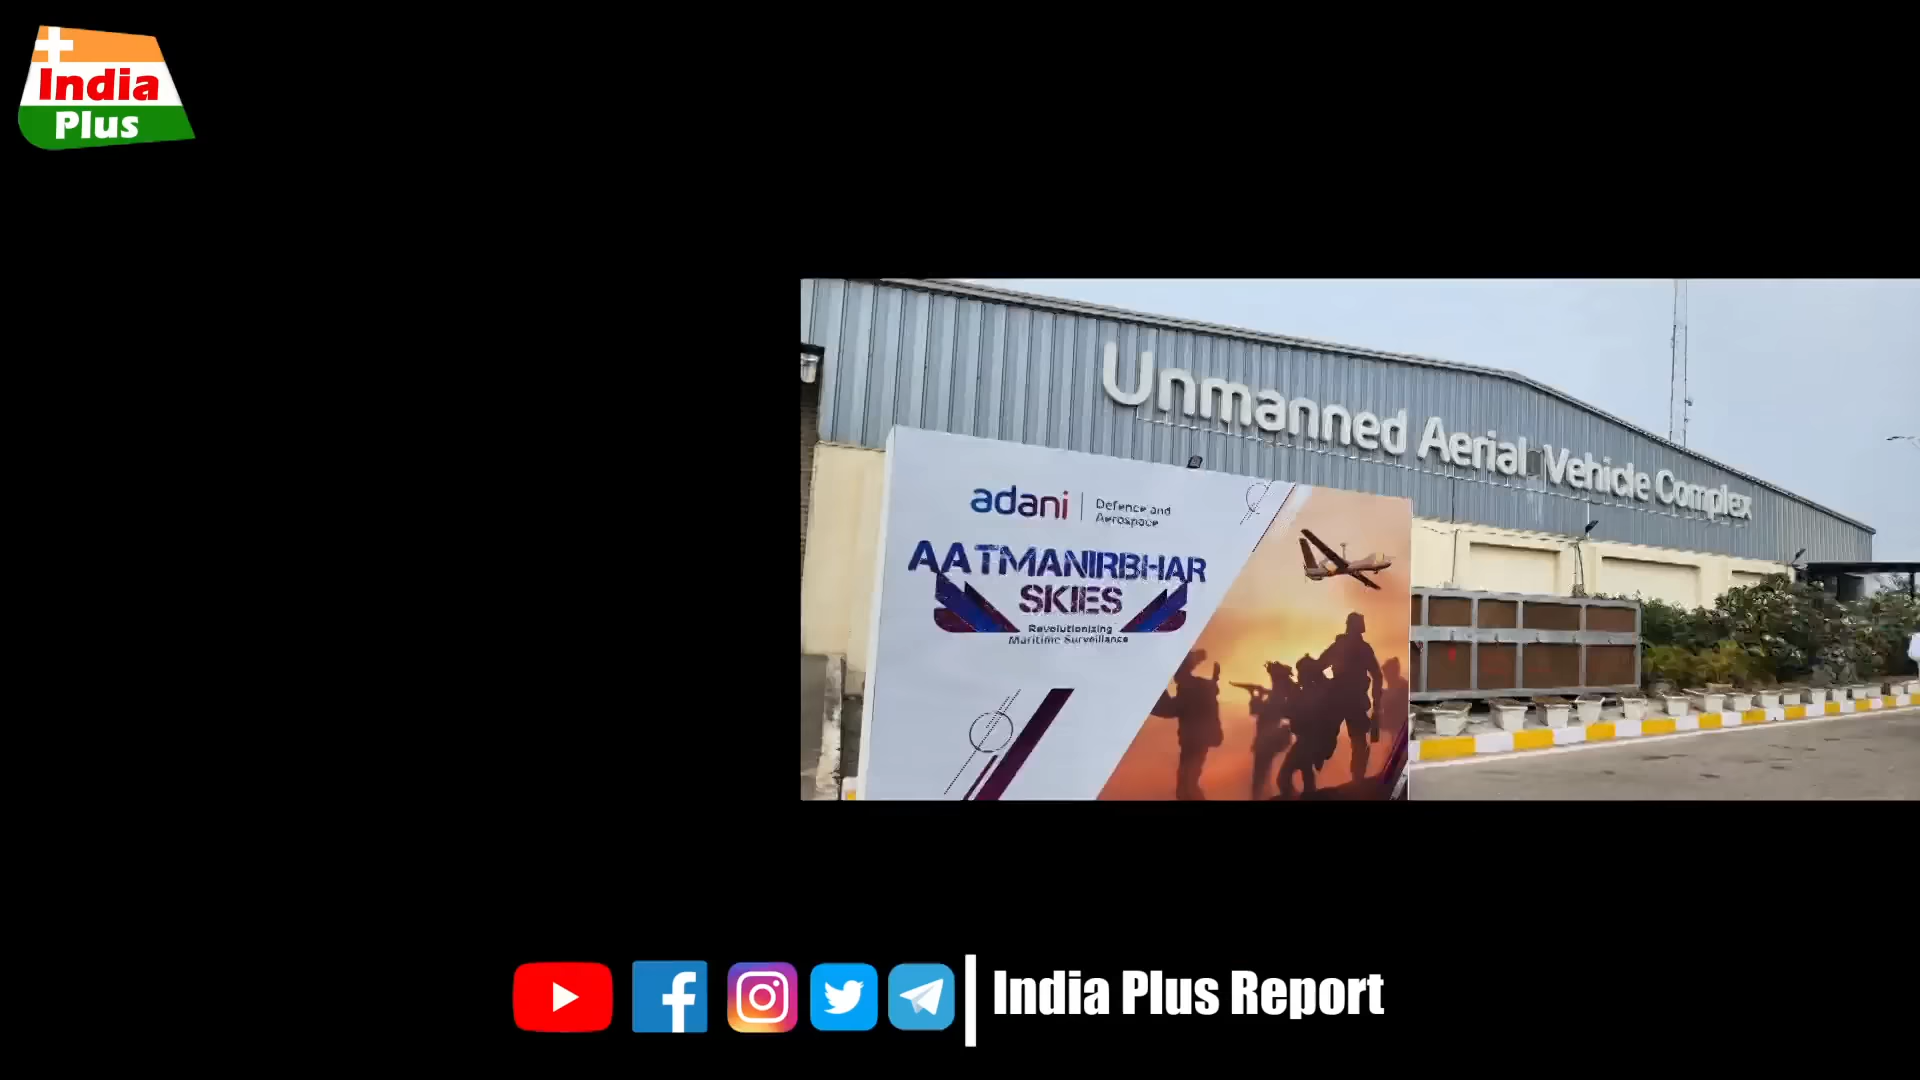 India
Plus
Unmanned Aerial Vehicle Complex
adani
Defence and
Aerospace
AATMANIRBHAR
SKIES
Revolutionizing
Maritime Surveillance
India Plus Report